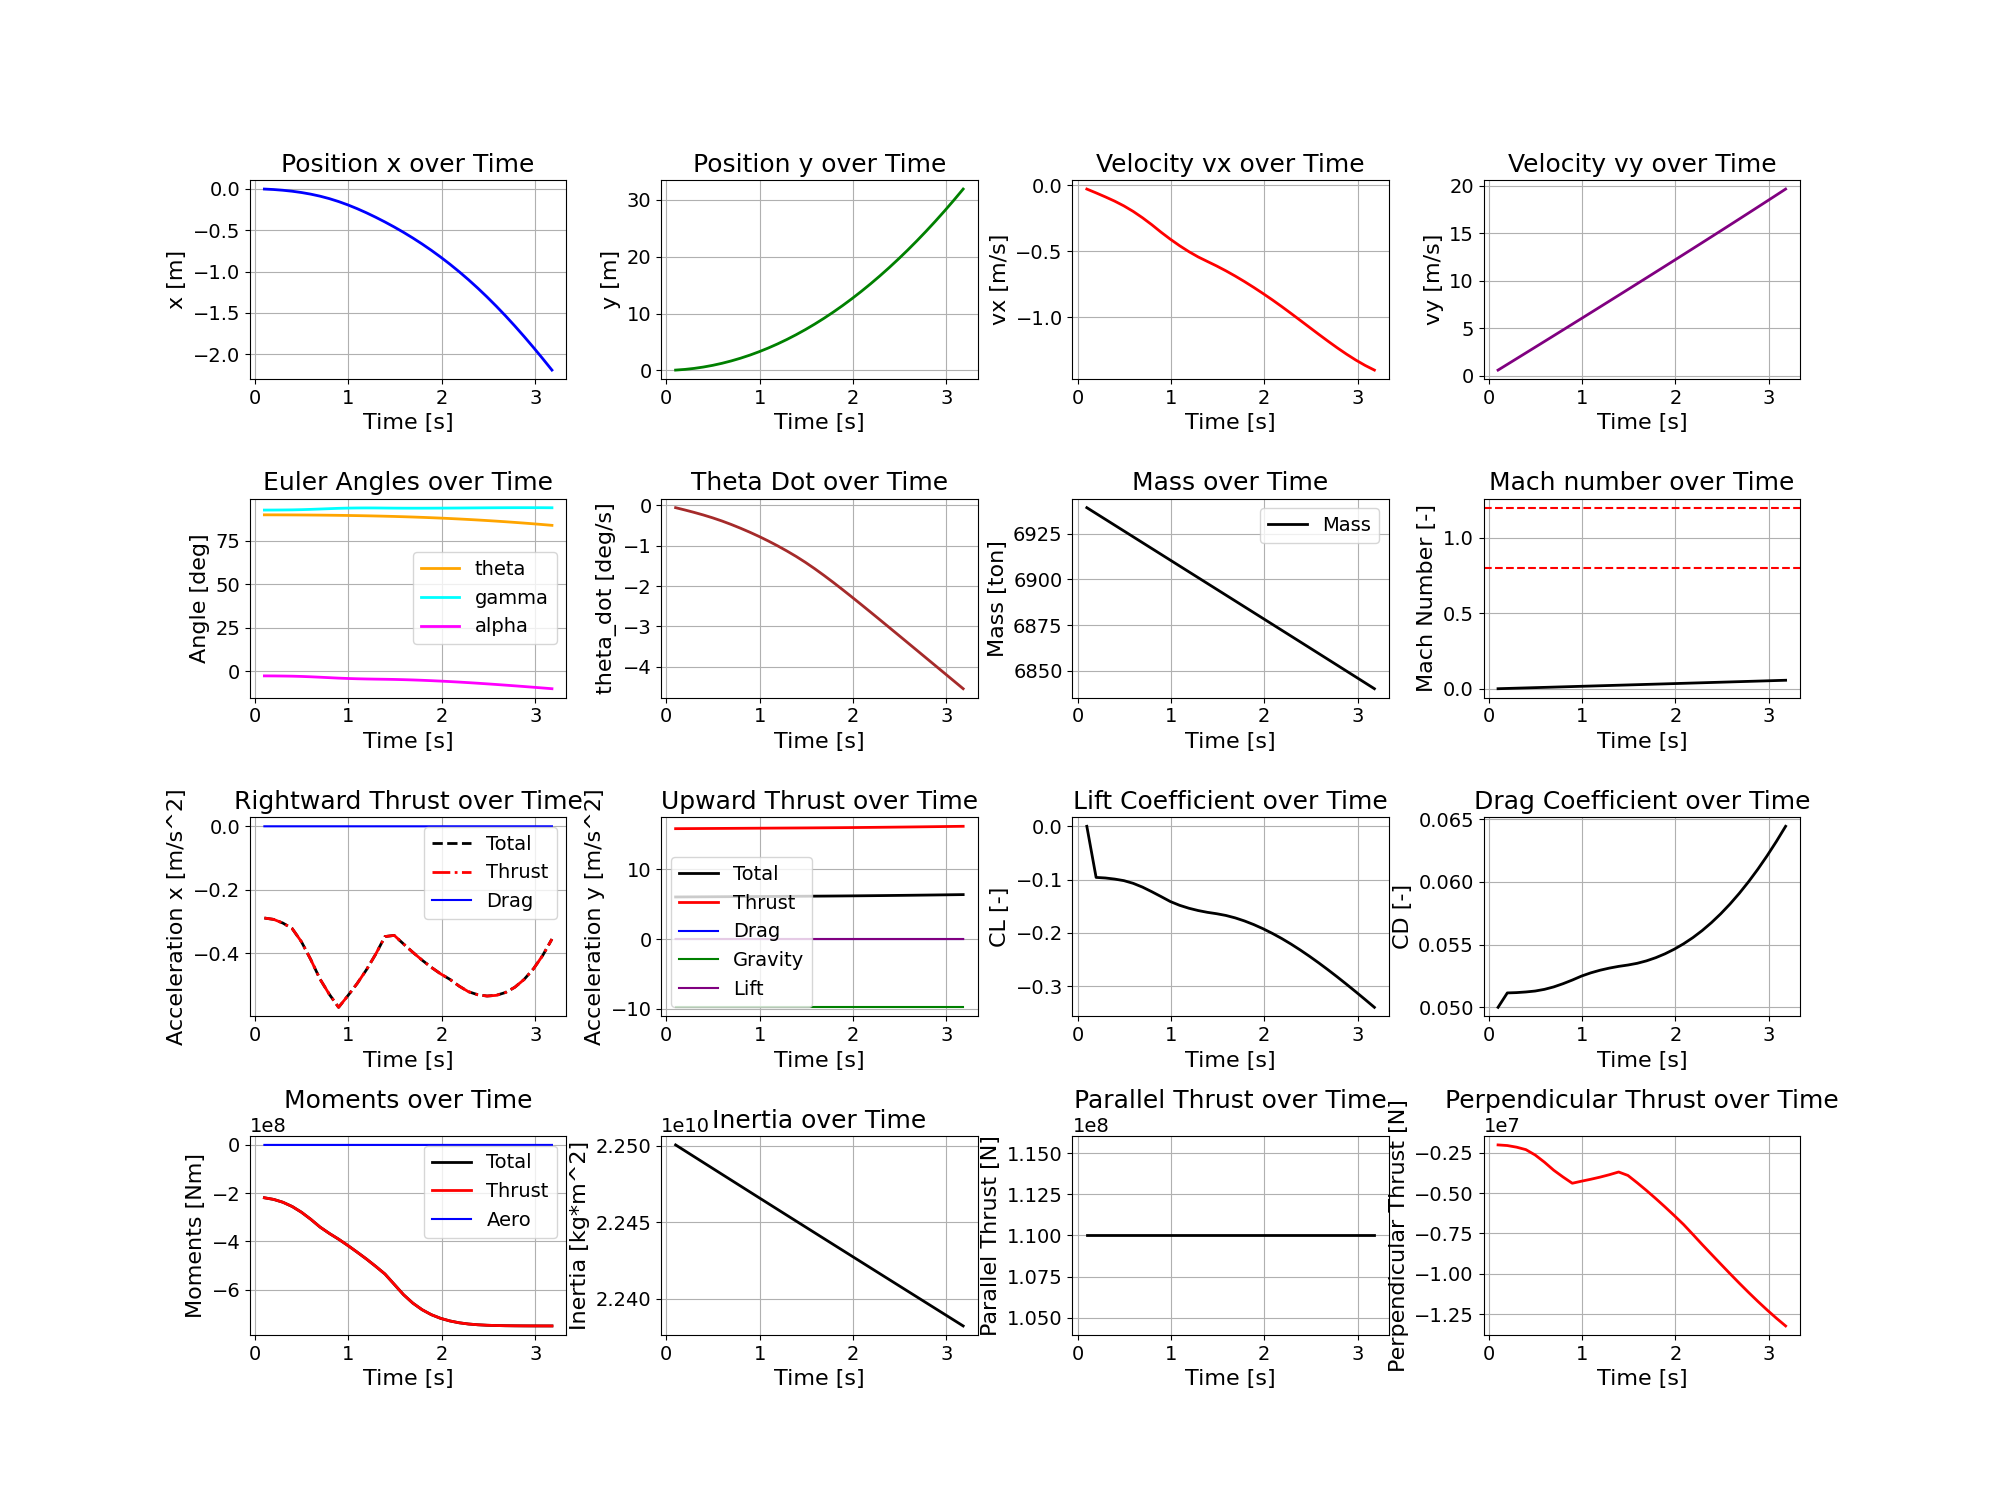 Position x over Time
x [m]
0.0
−0.5
−1.0
−1.5
−2.0
0 1 2 3
Time [s]
Position y over Time
y [m]
30
20
10
0
0 1 2 3
Time [s]
Velocity vx over Time
vx [m/s]
0.0
−0.5
−1.0
0 1 2 3
Time [s]
Velocity vy over Time
vy [m/s]
20
15
10
5
0
0 1 2 3
Time [s]
Euler Angles over Time
Angle [deg]
75
50
25
0
theta
gamma
alpha
0 1 2 3
Time [s]
Theta Dot over Time
theta_dot [deg/s]
0
−1
−2
−3
−4
0 1 2 3
Time [s]
Mass over Time
Mass [ton]
6925
6900
6875
6850
Mass
0 1 2 3
Time [s]
Mach number over Time
Mach Number [-]
1.0
0.5
0.0
0 1 2 3
Time [s]
Rightward Thrust over Time
Acceleration x [m/s^2]
0.0
−0.2
−0.4
Total
Thrust
Drag
0 1 2 3
Time [s]
Upward Thrust over Time
Acceleration y [m/s^2]
10
0
−10
Total
Thrust
Drag
Gravity
Lift
0 1 2 3
Time [s]
Lift Coefficient over Time
CL [-]
0.0
−0.1
−0.2
−0.3
0 1 2 3
Time [s]
Drag Coefficient over Time
CD [-]
0.065
0.060
0.055
0.050
0 1 2 3
Time [s]
Moments over Time
1e8
Moments [Nm]
0
−2
−4
−6
Total
Thrust
Aero
0 1 2 3
Time [s]
Inertia over Time
1e10
Inertia [kg*m^2]
2.250
2.245
2.240
0 1 2 3
Time [s]
Parallel Thrust over Time
1e8
Parallel Thrust [N]
1.150
1.125
1.100
1.075
1.050
0 1 2 3
Time [s]
Perpendicular Thrust over Time
1e7
Perpendicular Thrust [N]
−0.25
−0.50
−0.75
−1.00
−1.25
0 1 2 3
Time [s]